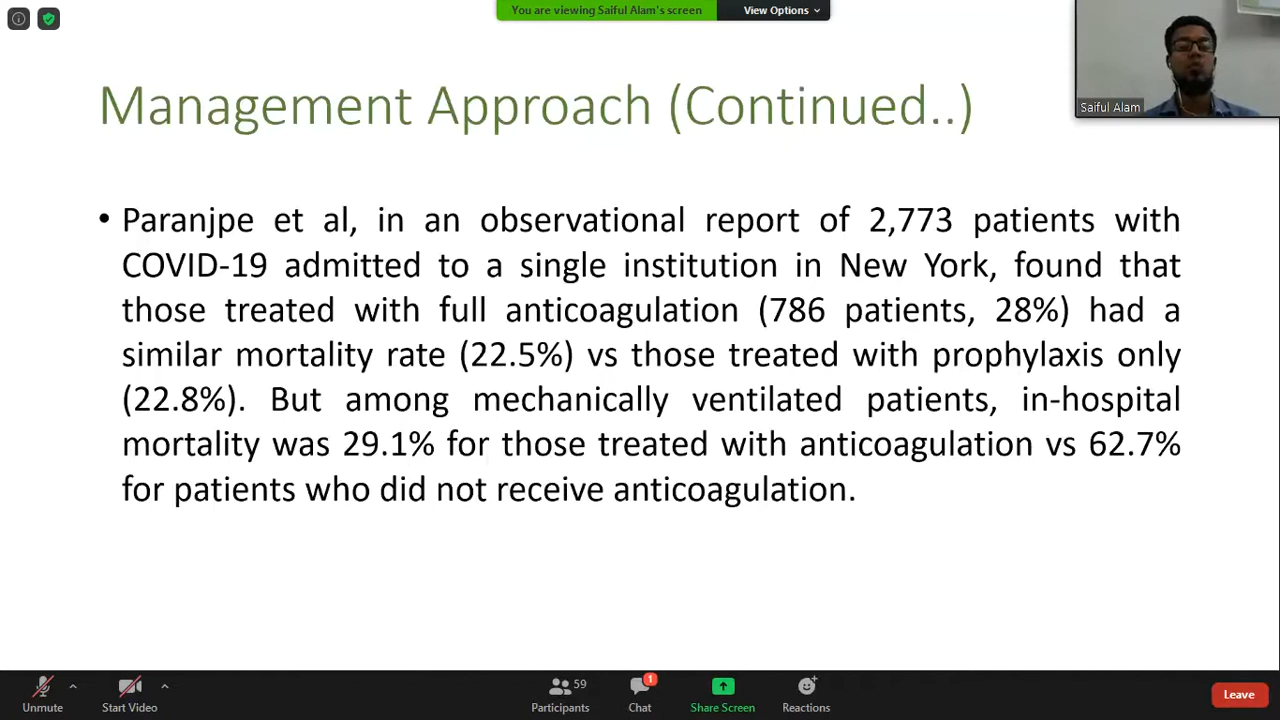 You are viewing Saiful Alam's screen
View Options
Management Approach (Continued..)
Saiful Alam
• Paranjpe et al, in an observational report of 2,773 patients with
COVID-19 admitted to a single institution in New York, found that
those treated with full anticoagulation (786 patients, 28%) had a
similar mortality rate (22.5%) vs those treated with prophylaxis only
(22.8%). But among mechanically ventilated patients, in-hospital
mortality was 29.1% for those treated with anticoagulation vs 62.7%
for patients who did not receive anticoagulation.
Unmute
Start Video
59
Participants
1
Chat
Share Screen
Reactions
Leave